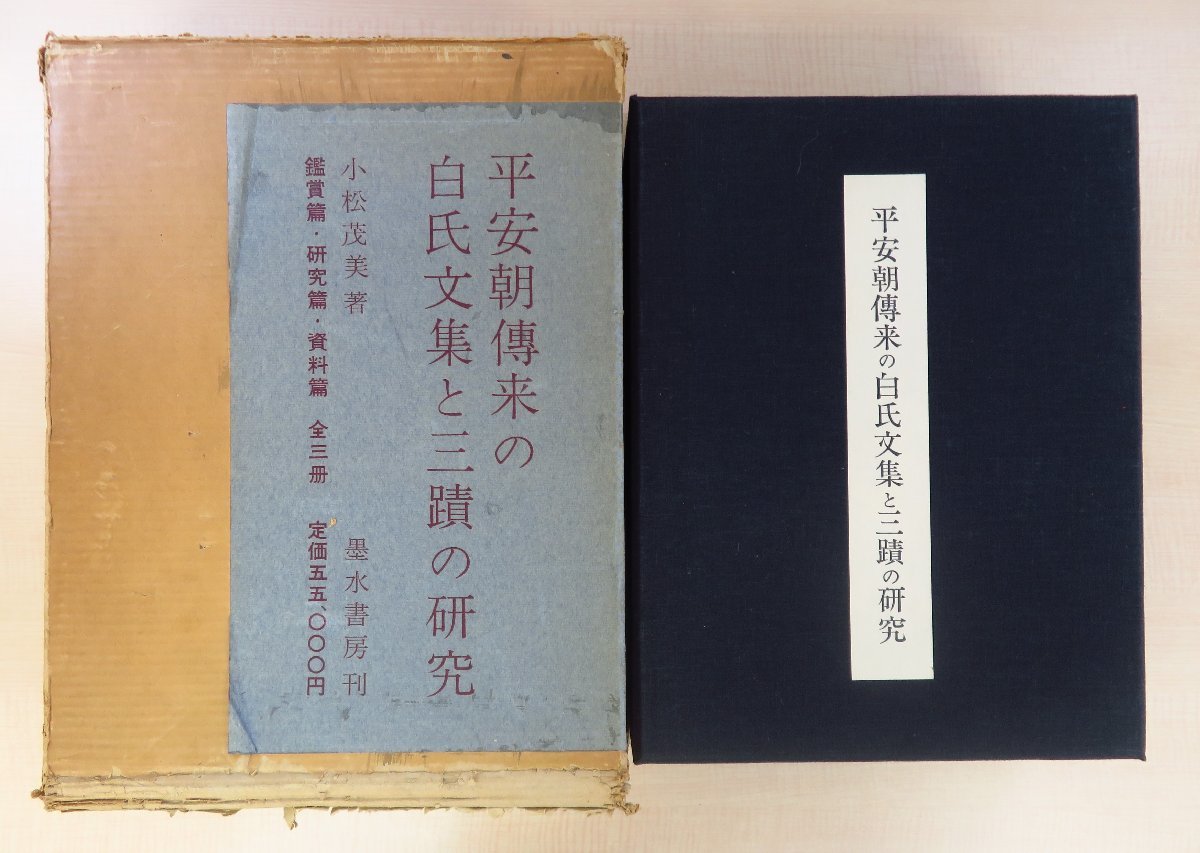 平安朝傳来の
白氏文集と三蹟の研究
小松茂美著　墨水書房刊
鑑賞篇・研究篇・資料篇　全三册　定価五五、〇〇〇円
平安朝傳来の白氏文集と三蹟の研究